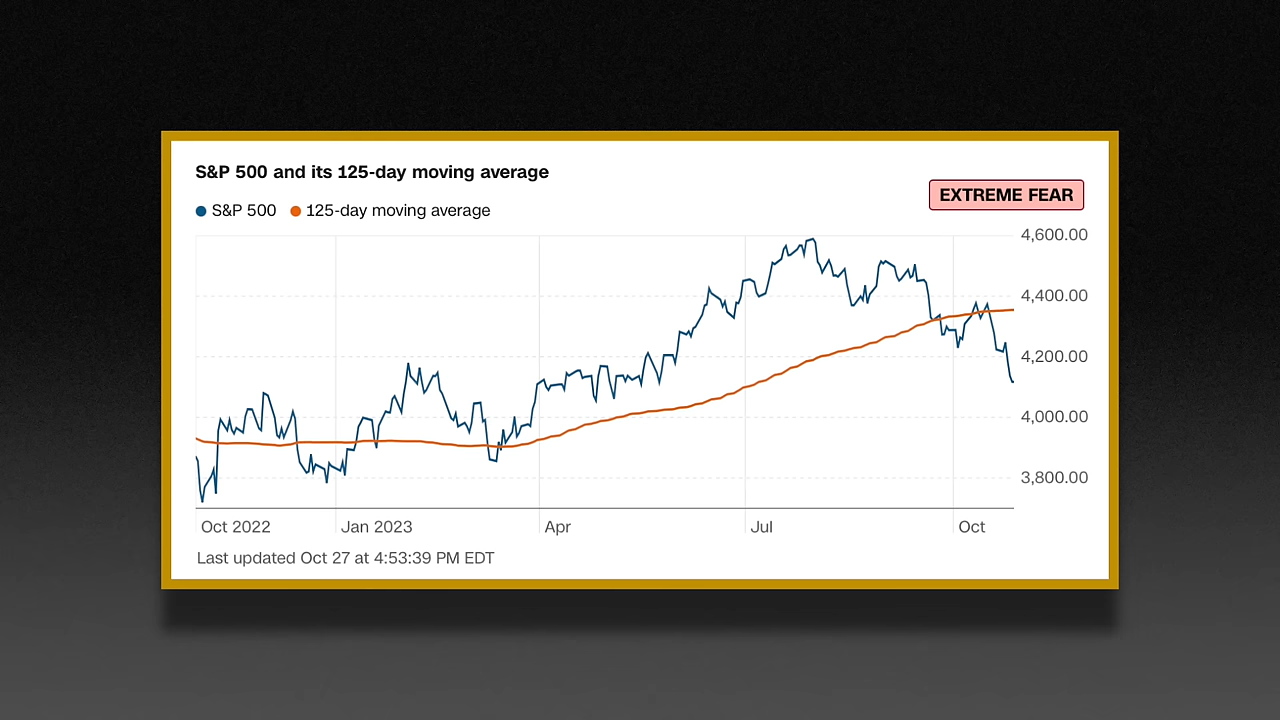 S&P 500 and its 125-day moving average
EXTREME FEAR
S&P 500 125-day moving average
4,600.00
4,400.00
4,200.00
4,000.00
3,800.00
Oct 2022 Jan 2023 Apr Jul Oct
Last updated Oct 27 at 4:53:39 PM EDT